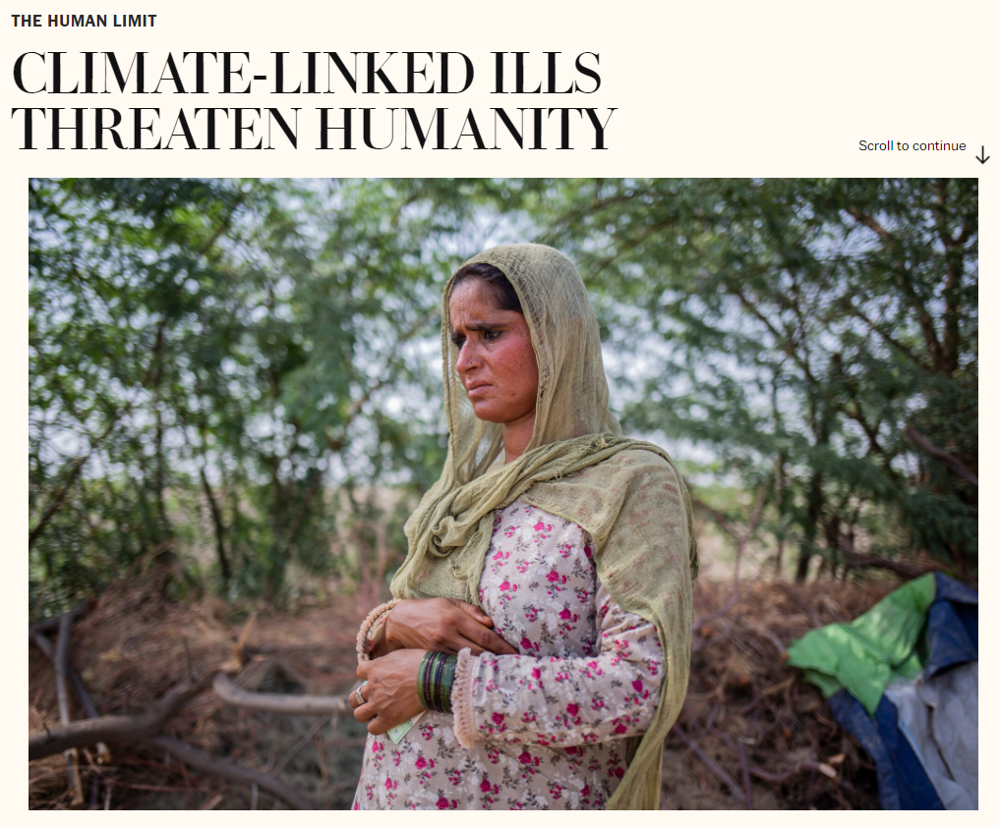 THE HUMAN LIMIT
CLIMATE-LINKED ILLS
THREATEN HUMANITY
Scroll to continue